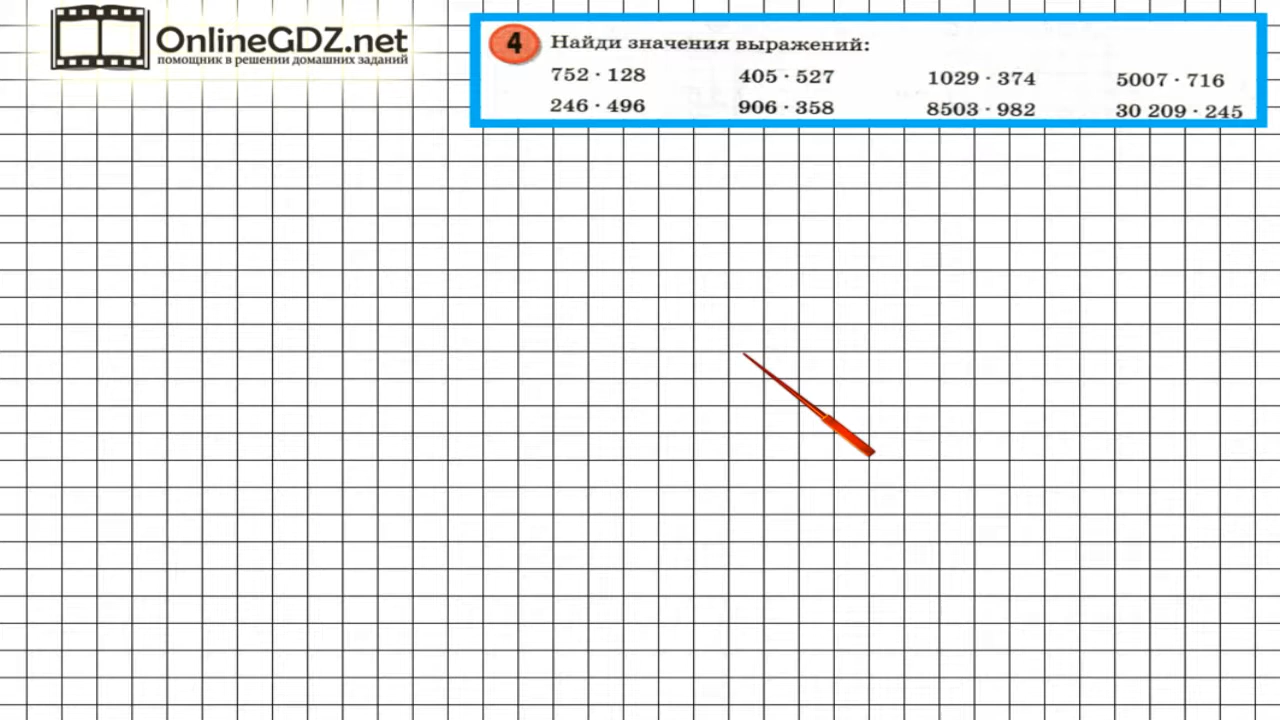 OnlineGDZ.net
помощник в решении домашних заданий
4 Найди значения выражений:
752 · 128 405 · 527 1029 · 374 5007 · 716
246 · 496 906 · 358 8503 · 982 30 209 · 245